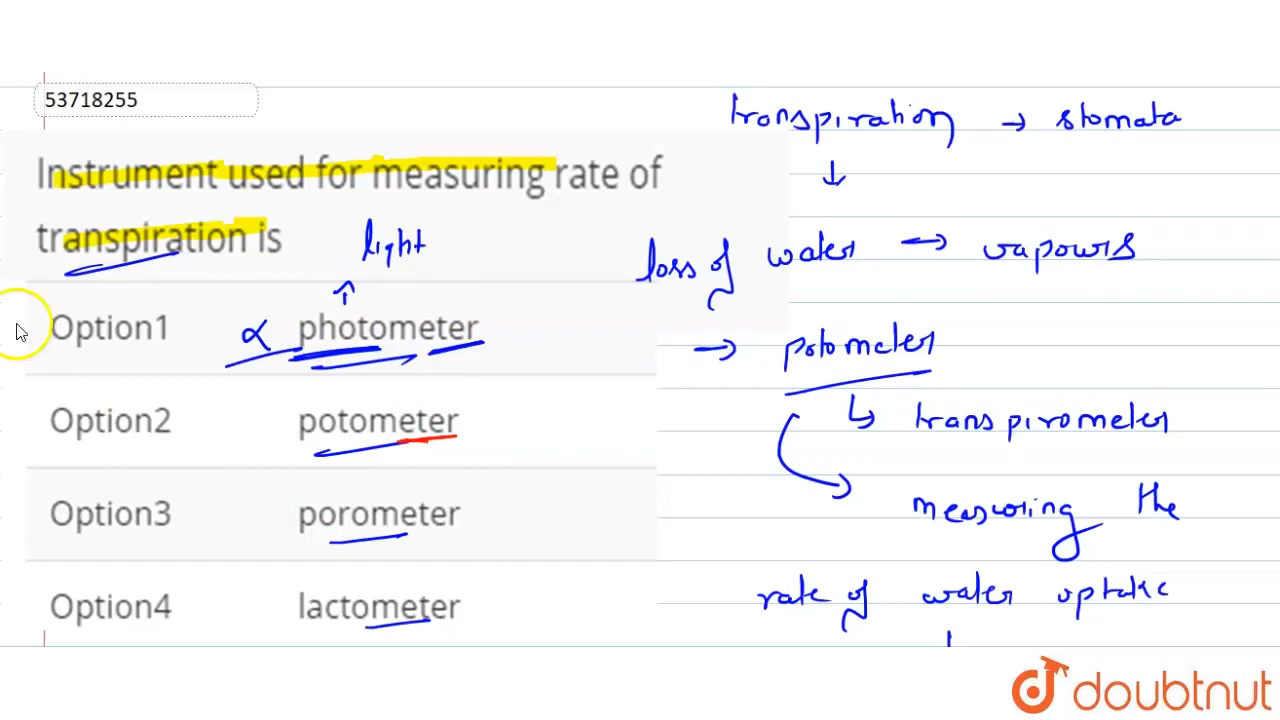 53718255
Instrument used for measuring rate of
transpiration is
light
Option1 α photometer
Option2 potometer
Option3 porometer
Option4 lactometer
transpiration → stomata
↓
loss of water → vapours
→ potometer
↳ transpirometer
measuring the
rate of water uptake
doubtnut